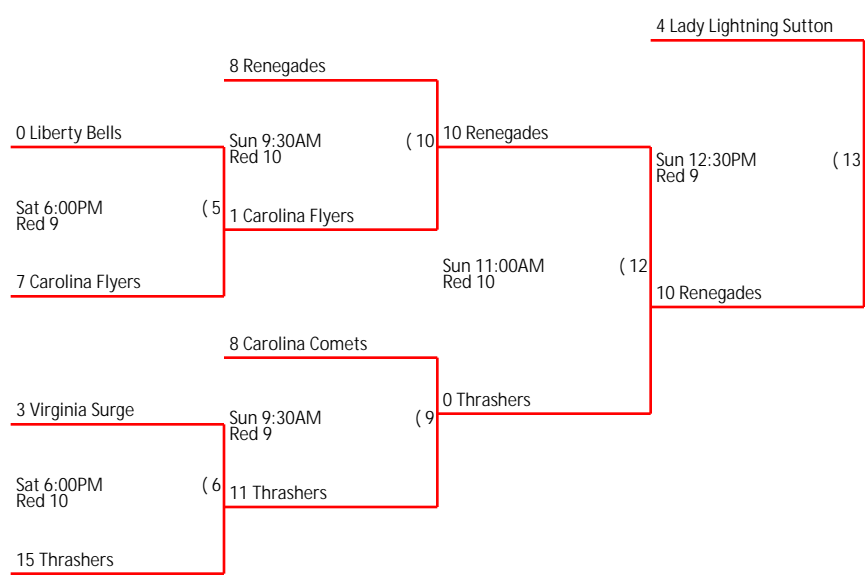 4 Lady Lightning Sutton
8 Renegades
0 Liberty Bells
Sun 9:30AM
Red 10
( 10
10 Renegades
Sun 12:30PM
Red 9
( 13
Sat 6:00PM
Red 9
( 5
1 Carolina Flyers
7 Carolina Flyers
Sun 11:00AM
Red 10
( 12
10 Renegades
8 Carolina Comets
3 Virginia Surge
Sun 9:30AM
Red 9
( 9
0 Thrashers
Sat 6:00PM
Red 10
( 6
11 Thrashers
15 Thrashers